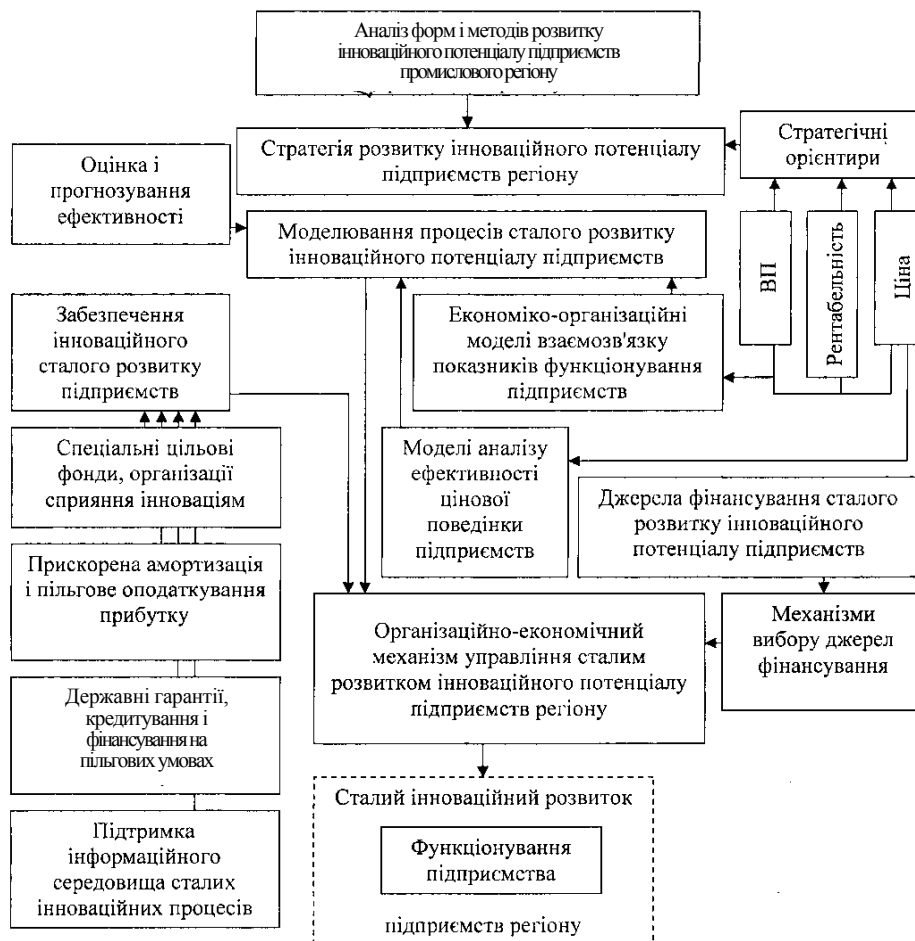 Аналіз форм і методів розвитку
інноваційного потенціалу підприємств
промислового регіону
Стратегія розвитку інноваційного потенціалу
підприємств регіону
Стратегічні
орієнтири
Оцінка і
прогнозування
ефективності
Моделювання процесів сталого розвитку
інноваційного потенціалу підприємств
ВП
Рентабельність
Ціна
Забезпечення
інноваційного
сталого розвитку
підприємств
Економіко-організаційні
моделі взаємозв'язку
показників функціонування
підприємств
Спеціальні цільові
фонди, організації
сприяння інноваціям
Моделі аналізу
ефективності
цінової
поведінки
підприємств
Джерела фінансування сталого
розвитку інноваційного
потенціалу підприємств
Прискорена амортизація
і пільгове оподаткування
прибутку
Організаційно-економічний
механізм управління сталим
розвитком інноваційного потенціалу
підприємств регіону
Механізми
вибору джерел
фінансування
Державні гарантії,
кредитування і
фінансування на
пільгових умовах
Підтримка
інформаційного
середовища сталих
інноваційних процесів
Сталий інноваційний розвиток
Функціонування
підприємства
підприємств регіону